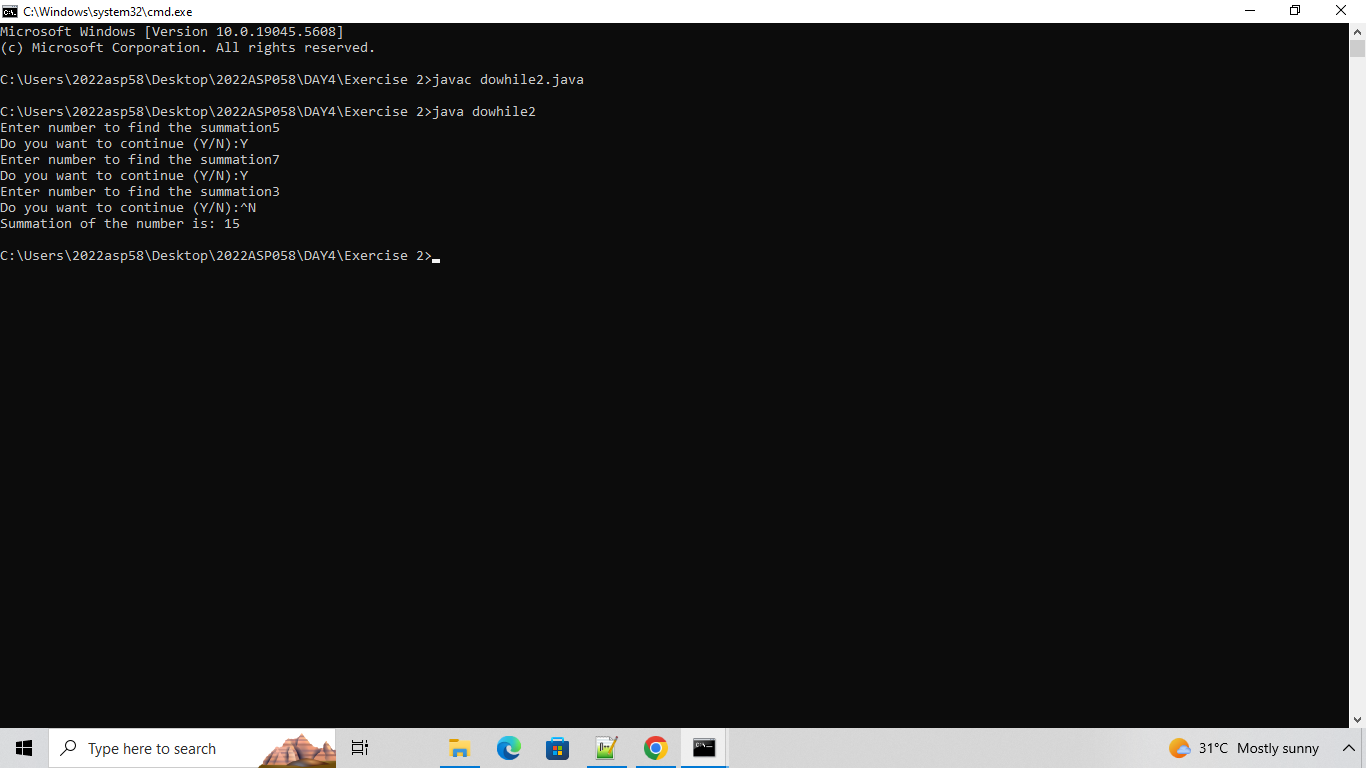 C:\Windows\system32\cmd.exe
Microsoft Windows [Version 10.0.19045.5608]
(c) Microsoft Corporation. All rights reserved.
C:\Users\2022asp58\Desktop\2022ASP058\DAY4\Exercise 2>javac dowhile2.java
C:\Users\2022asp58\Desktop\2022ASP058\DAY4\Exercise 2>java dowhile2
Enter number to find the summation5
Do you want to continue (Y/N):Y
Enter number to find the summation7
Do you want to continue (Y/N):Y
Enter number to find the summation3
Do you want to continue (Y/N):^N
Summation of the number is: 15
C:\Users\2022asp58\Desktop\2022ASP058\DAY4\Exercise 2>
Type here to search
31°C Mostly sunny